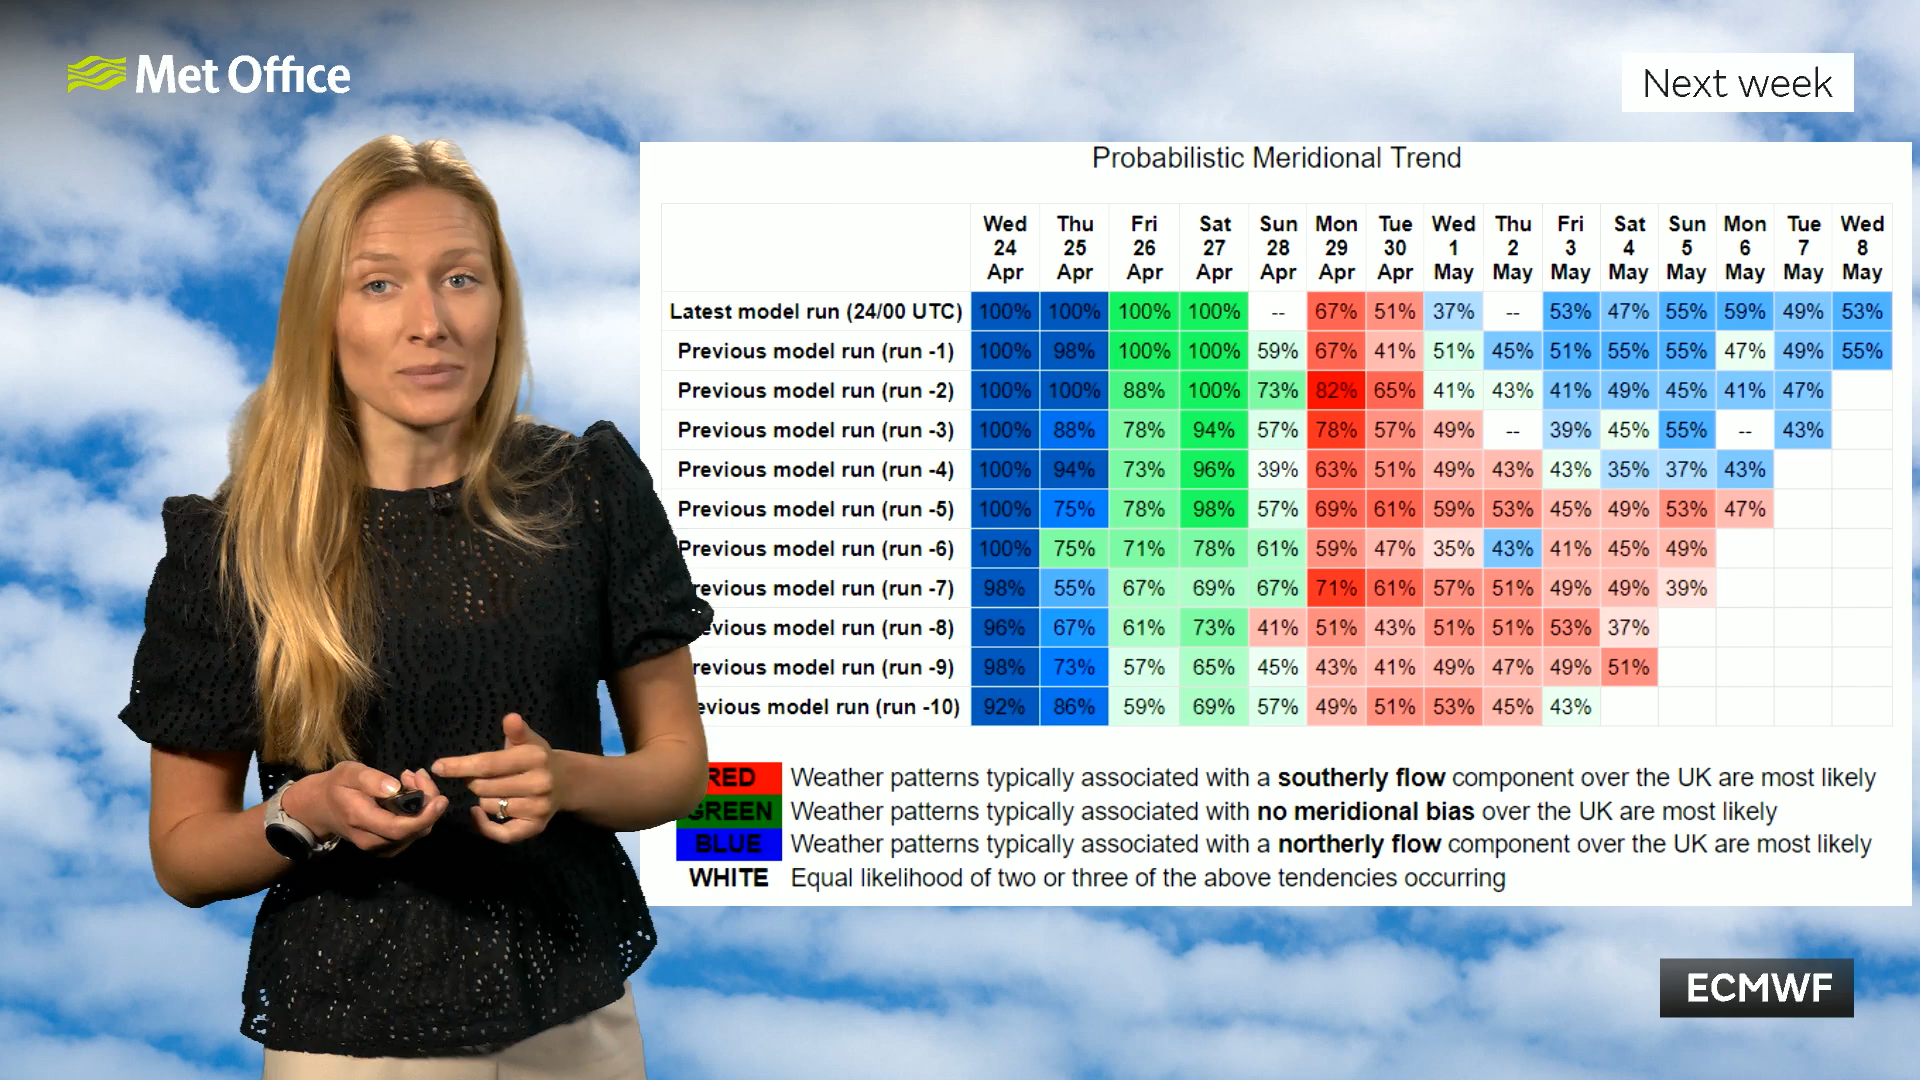 Met Office
Next week
Probabilistic Meridional Trend
Wed 24 Apr Thu 25 Apr Fri 26 Apr Sat 27 Apr Sun 28 Apr Mon 29 Apr Tue 30 Apr Wed 1 May Thu 2 May Fri 3 May Sat 4 May Sun 5 May Mon 6 May Tue 7 May Wed 8 May
Latest model run (24/00 UTC) 100% 100% 100% 100% -- 67% 51% 37% -- 53% 47% 55% 59% 49% 53%
Previous model run (run -1) 100% 98% 100% 100% 59% 67% 41% 51% 45% 51% 55% 55% 47% 49% 55%
Previous model run (run -2) 100% 100% 88% 100% 73% 82% 65% 41% 43% 41% 49% 45% 41% 47%
Previous model run (run -3) 100% 88% 78% 94% 57% 78% 57% 49% -- 39% 45% 55% -- 43%
Previous model run (run -4) 100% 94% 73% 96% 39% 63% 51% 49% 43% 43% 35% 37% 43%
Previous model run (run -5) 100% 75% 78% 98% 57% 69% 61% 59% 53% 45% 49% 53% 47%
Previous model run (run -6) 100% 75% 71% 78% 61% 59% 47% 35% 43% 41% 45% 49%
revious model run (run -7) 98% 55% 67% 69% 67% 71% 61% 57% 51% 49% 49% 39%
evious model run (run -8) 96% 67% 61% 73% 41% 51% 43% 51% 51% 53% 37%
revious model run (run -9) 98% 73% 57% 65% 45% 43% 41% 49% 47% 49% 51%
evious model run (run -10) 92% 86% 59% 69% 57% 49% 51% 53% 45% 43%
RED Weather patterns typically associated with a southerly flow component over the UK are most likely
GREEN Weather patterns typically associated with no meridional bias over the UK are most likely
BLUE Weather patterns typically associated with a northerly flow component over the UK are most likely
WHITE Equal likelihood of two or three of the above tendencies occurring
ECMWF